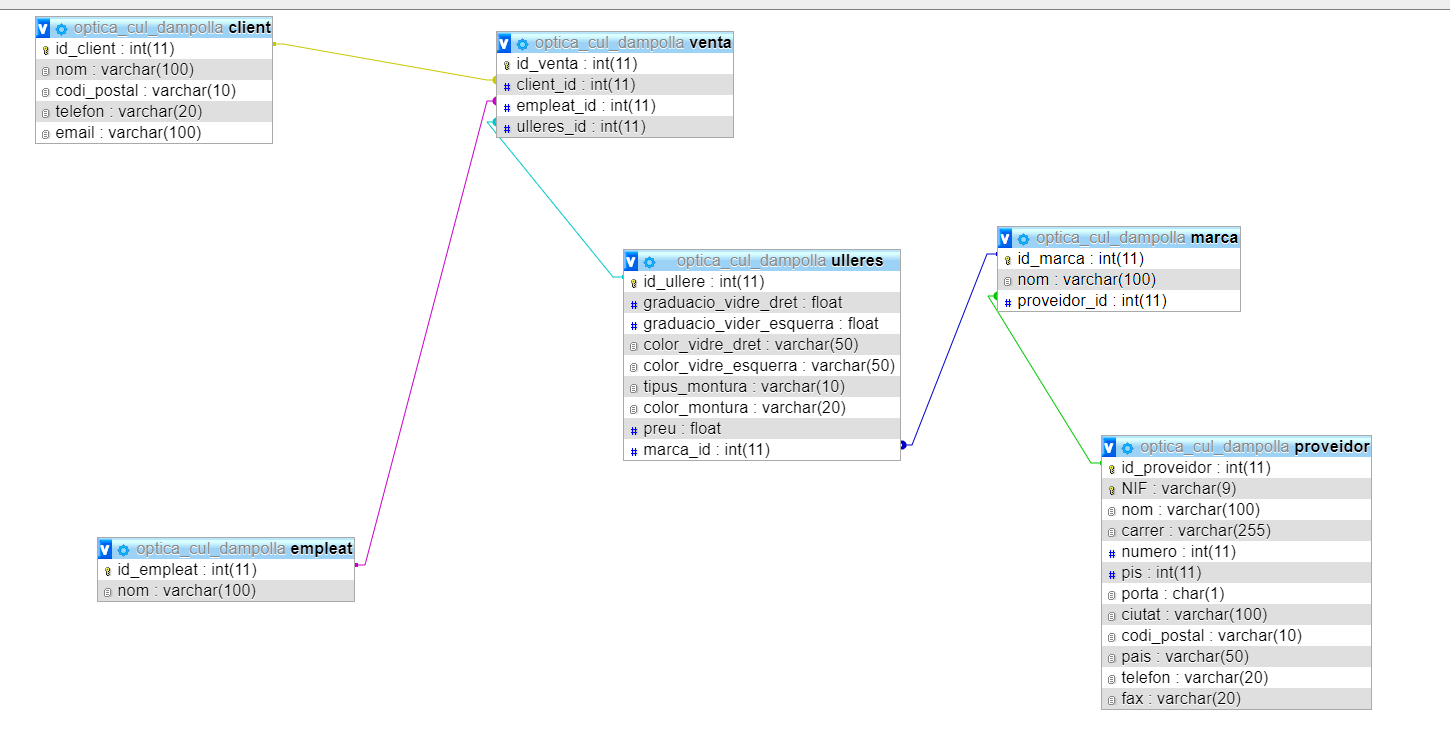 optica_cul_dampolla client
id_client : int(11)
nom : varchar(100)
codi_postal : varchar(10)
telefon : varchar(20)
email : varchar(100)
optica_cul_dampolla venta
id_venta : int(11)
client_id : int(11)
empleat_id : int(11)
ulleres_id : int(11)
optica_cul_dampolla ulleres
id_ullere : int(11)
graduacio_vidre_dret : float
graduacio_vider_esquerra : float
color_vidre_dret : varchar(50)
color_vidre_esquerra : varchar(50)
tipus_montura : varchar(10)
color_montura : varchar(20)
preu : float
marca_id : int(11)
optica_cul_dampolla marca
id_marca : int(11)
nom : varchar(100)
proveidor_id : int(11)
optica_cul_dampolla proveidor
id_proveidor : int(11)
NIF : varchar(9)
nom : varchar(100)
carrer : varchar(255)
numero : int(11)
pis : int(11)
porta : char(1)
ciutat : varchar(100)
codi_postal : varchar(10)
pais : varchar(50)
telefon : varchar(20)
fax : varchar(20)
optica_cul_dampolla empleat
id_empleat : int(11)
nom : varchar(100)